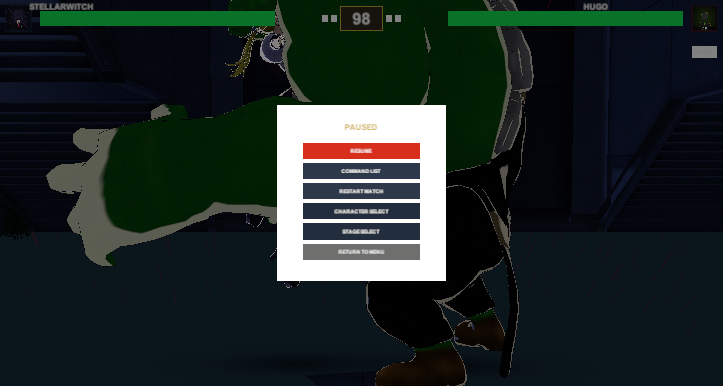 STELLARWITCH
98
HUGO
PAUSED
RESUME
COMMAND LIST
RESTART MATCH
CHARACTER SELECT
STAGE SELECT
RETURN TO MENU